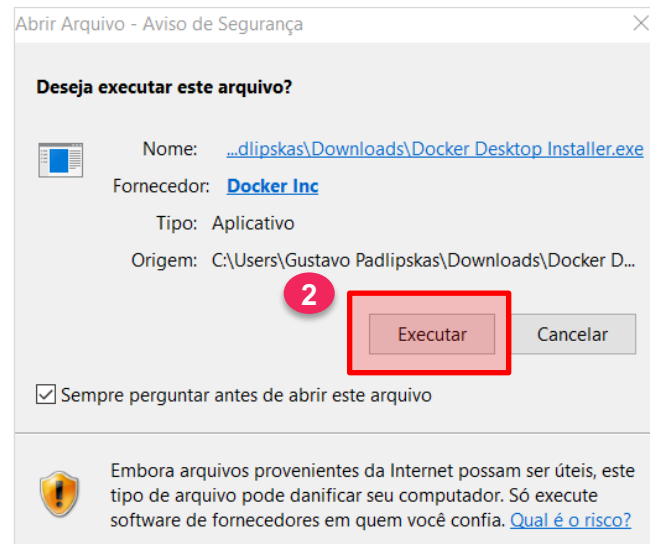 Abrir Arquivo - Aviso de Segurança
Deseja executar este arquivo?
Nome: ...dlipskas\Downloads\Docker Desktop Installer.exe
Fornecedor: Docker Inc
Tipo: Aplicativo
Origem: C:\Users\Gustavo Padlipskas\Downloads\Docker D...
2
Executar Cancelar
Sempre perguntar antes de abrir este arquivo
Embora arquivos provenientes da Internet possam ser úteis, este
tipo de arquivo pode danificar seu computador. Só execute
software de fornecedores em quem você confia. Qual é o risco?